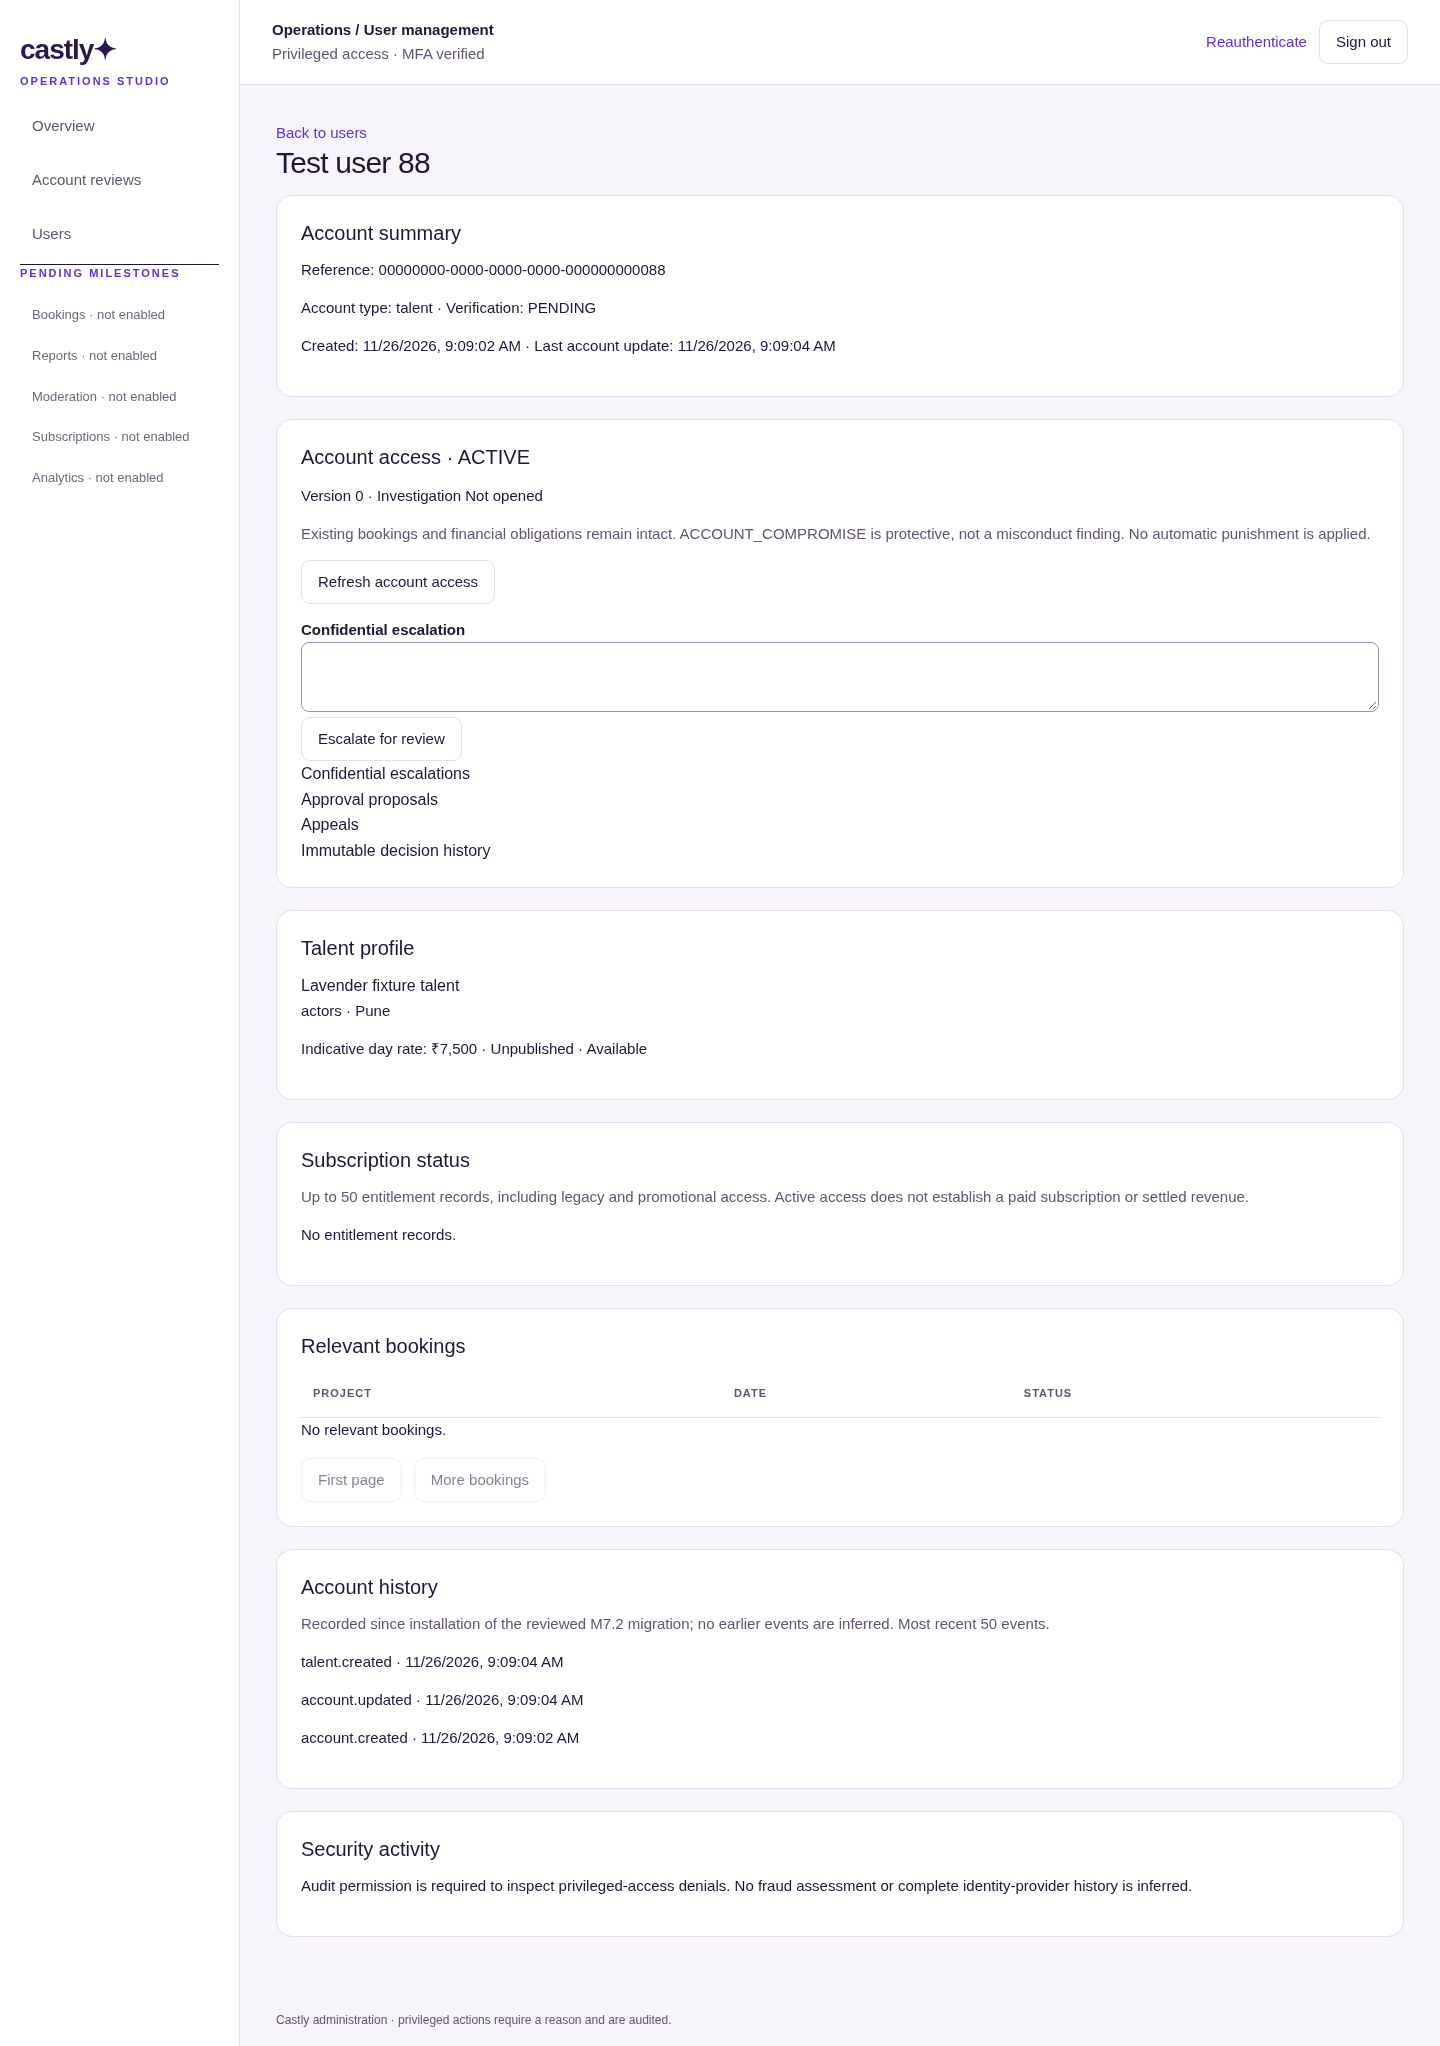 castly✦
OPERATIONS STUDIO
Overview
Account reviews
Users
PENDING MILESTONES
Bookings · not enabled
Reports · not enabled
Moderation · not enabled
Subscriptions · not enabled
Analytics · not enabled
Operations / User management
Privileged access · MFA verified
Reauthenticate
Sign out
Back to users
Test user 88
Account summary
Reference: 00000000-0000-0000-0000-000000000088
Account type: talent · Verification: PENDING
Created: 11/26/2026, 9:09:02 AM · Last account update: 11/26/2026, 9:09:04 AM
Account access · ACTIVE
Version 0 · Investigation Not opened
Existing bookings and financial obligations remain intact. ACCOUNT_COMPROMISE is protective, not a misconduct finding. No automatic punishment is applied.
Refresh account access
Confidential escalation
Escalate for review
Confidential escalations
Approval proposals
Appeals
Immutable decision history
Talent profile
Lavender fixture talent
actors · Pune
Indicative day rate: ₹7,500 · Unpublished · Available
Subscription status
Up to 50 entitlement records, including legacy and promotional access. Active access does not establish a paid subscription or settled revenue.
No entitlement records.
Relevant bookings
PROJECT DATE STATUS
No relevant bookings.
First page More bookings
Account history
Recorded since installation of the reviewed M7.2 migration; no earlier events are inferred. Most recent 50 events.
talent.created · 11/26/2026, 9:09:04 AM
account.updated · 11/26/2026, 9:09:04 AM
account.created · 11/26/2026, 9:09:02 AM
Security activity
Audit permission is required to inspect privileged-access denials. No fraud assessment or complete identity-provider history is inferred.
Castly administration · privileged actions require a reason and are audited.